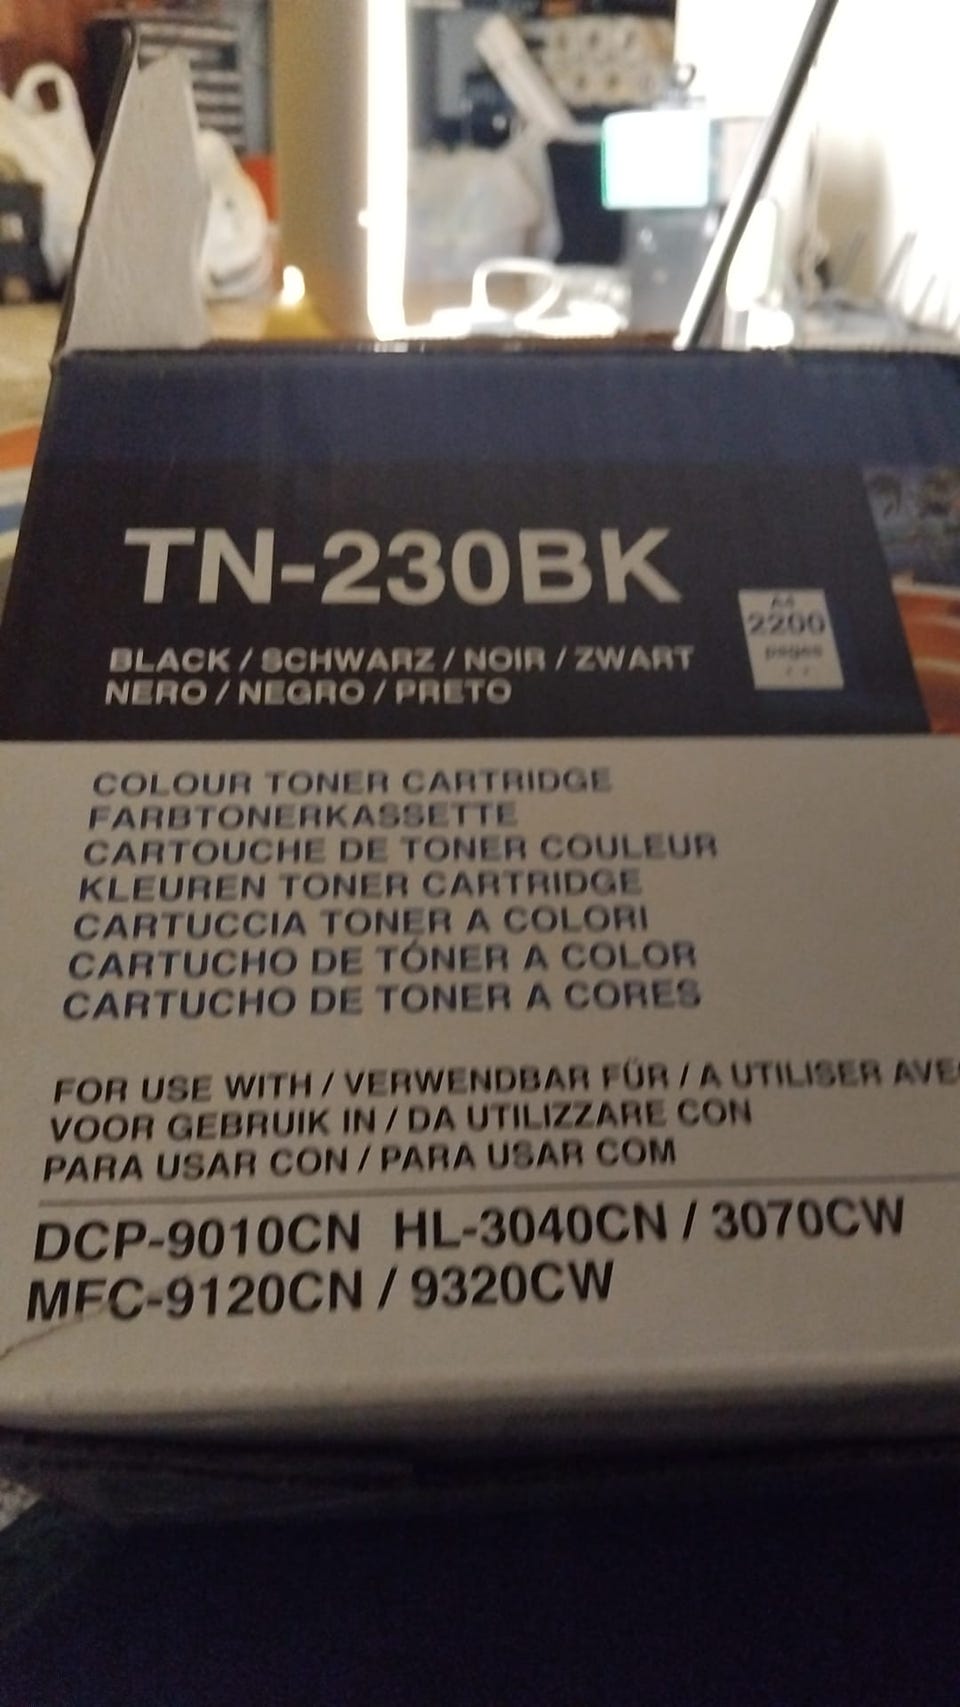 TN-230BK
A4
2200
pages
BLACK / SCHWARZ / NOIR / ZWART
NERO / NEGRO / PRETO
COLOUR TONER CARTRIDGE
FARBTONERKASSETTE
CARTOUCHE DE TONER COULEUR
KLEUREN TONER CARTRIDGE
CARTUCCIA TONER A COLORI
CARTUCHO DE TÓNER A COLOR
CARTUCHO DE TONER A CORES
FOR USE WITH / VERWENDBAR FÜR / A UTILISER AVE
VOOR GEBRUIK IN / DA UTILIZZARE CON
PARA USAR CON / PARA USAR COM
DCP-9010CN HL-3040CN / 3070CW
MFC-9120CN / 9320CW